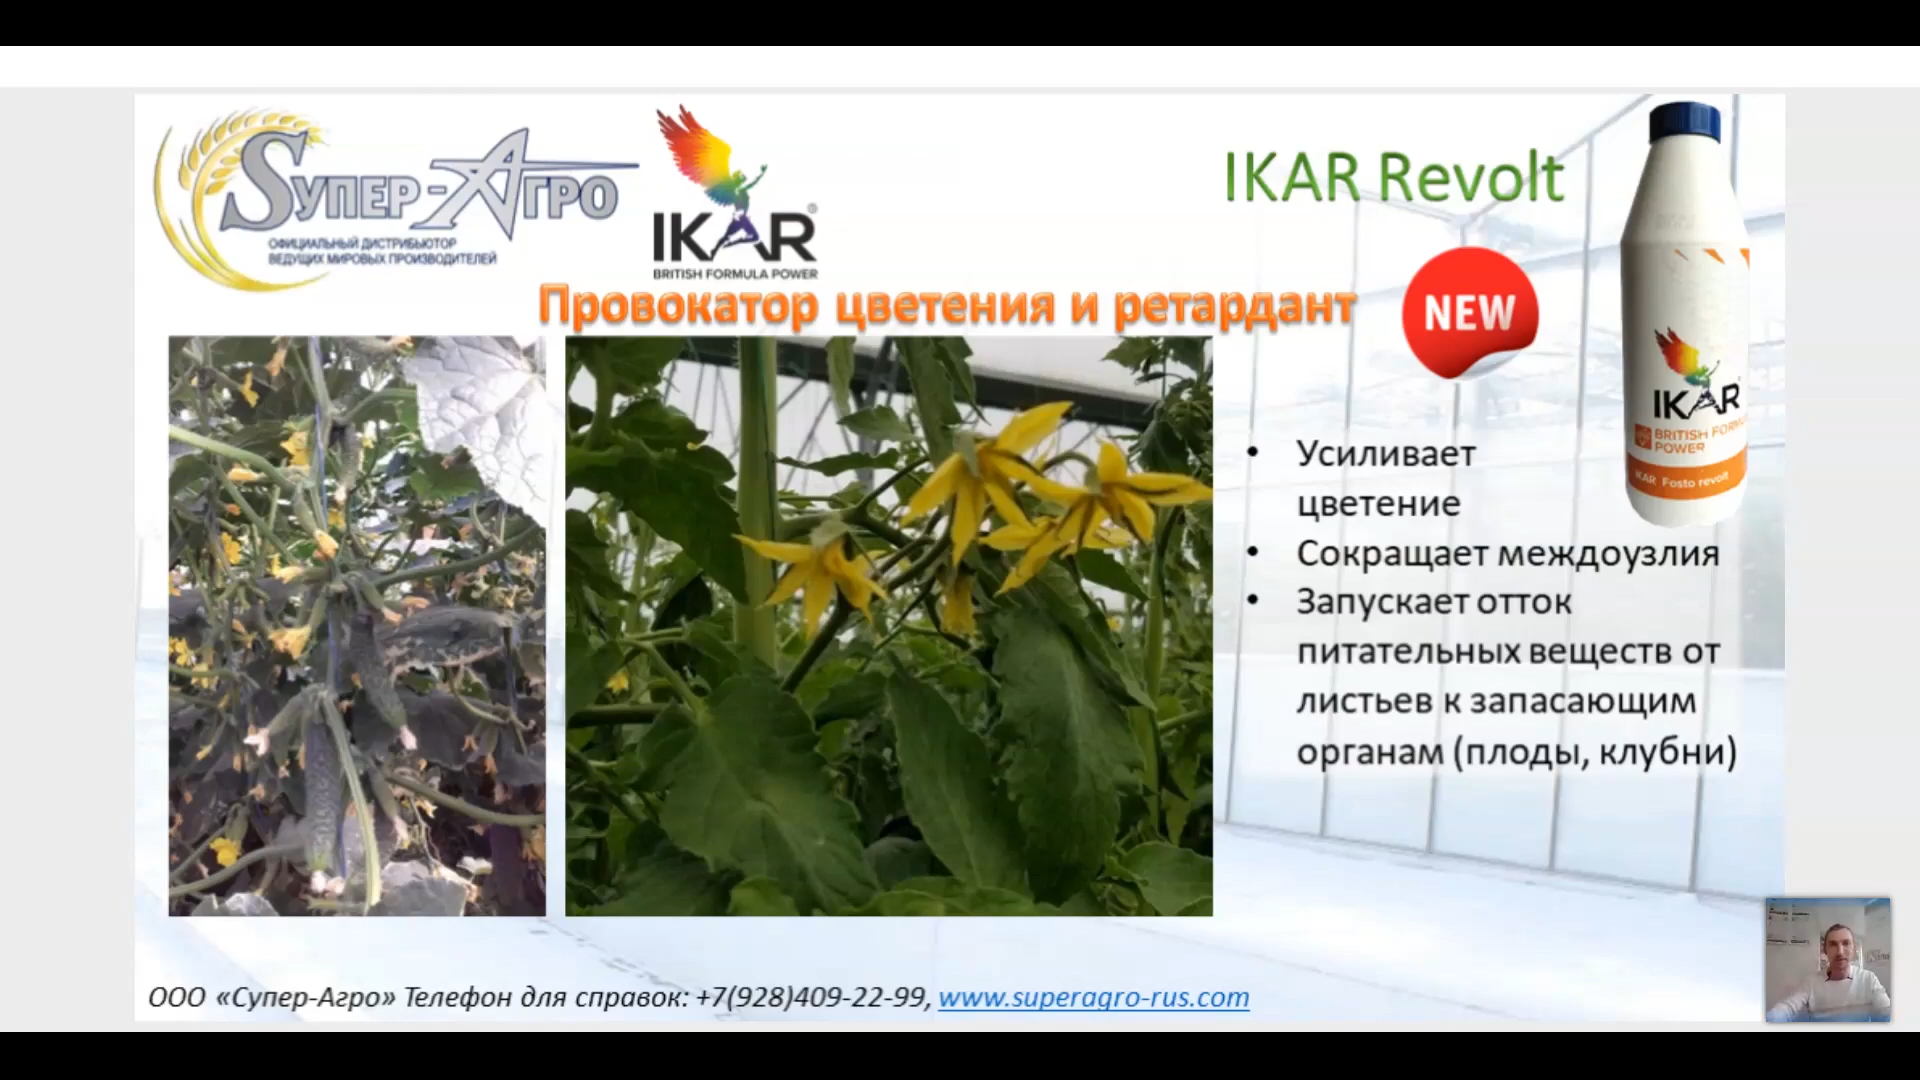 SУПЕР-АГРО
ОФИЦИАЛЬНЫЙ ДИСТРИБЬЮТОР
ВЕДУЩИХ МИРОВЫХ ПРОИЗВОДИТЕЛЕЙ
IKAR®
BRITISH FORMULA POWER
IKAR Revolt
Провокатор цветения и ретардант
NEW
IKAR
BRITISH FORMU
POWER
IKAR Fosto revolt
• Усиливает
цветение
• Сокращает междоузлия
• Запускает отток
питательных веществ от
листьев к запасающим
органам (плоды, клубни)
ООО «Супер-Агро» Телефон для справок: +7(928)409-22-99, www.superagro-rus.com